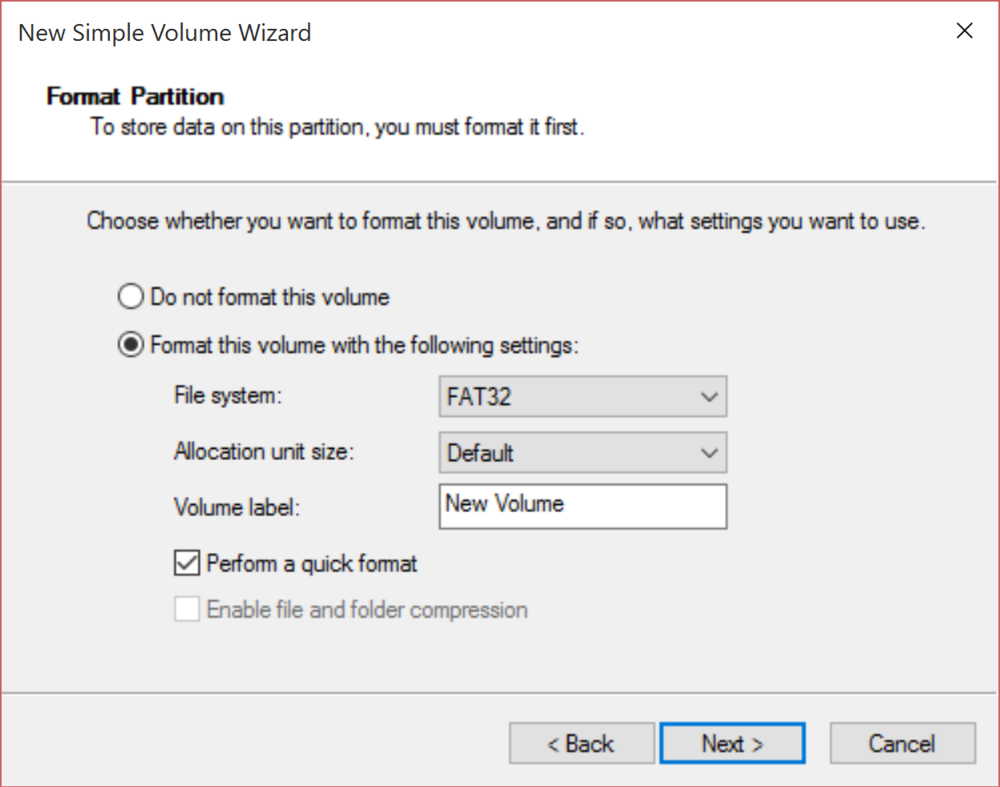 New Simple Volume Wizard
Format Partition
To store data on this partition, you must format it first.
Choose whether you want to format this volume, and if so, what settings you want to use.
Do not format this volume
Format this volume with the following settings:
File system: FAT32
Allocation unit size: Default
Volume label: New Volume
Perform a quick format
Enable file and folder compression
< Back Next > Cancel